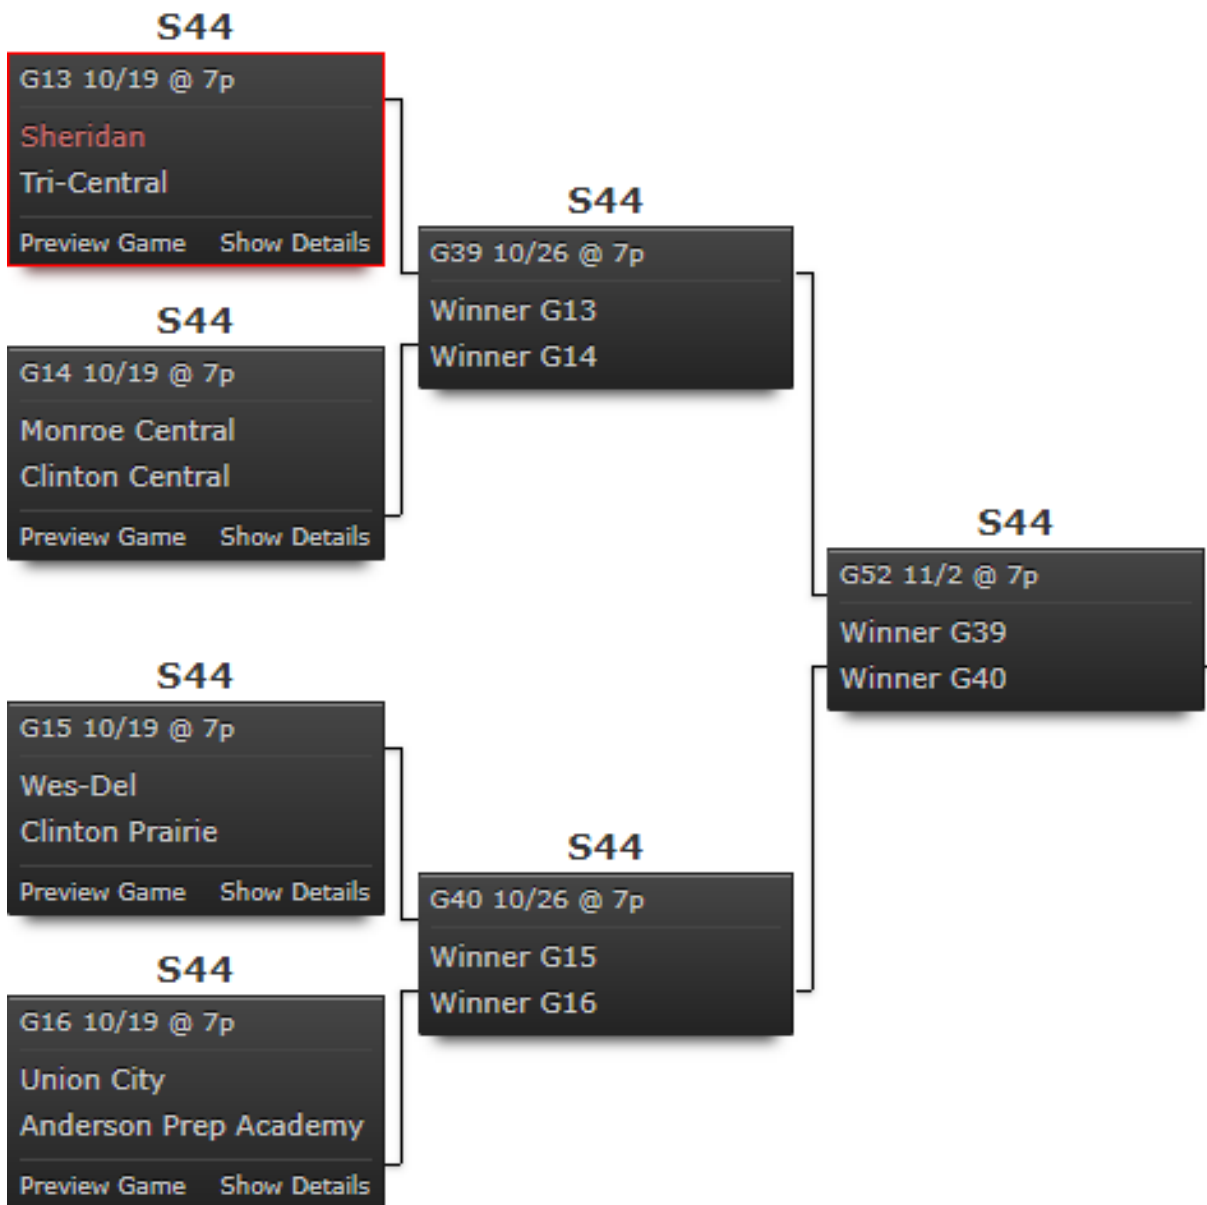 S44
G13 10/19 @ 7p
Sheridan
Tri-Central
Preview Game Show Details
S44
G14 10/19 @ 7p
Monroe Central
Clinton Central
Preview Game Show Details
S44
G15 10/19 @ 7p
Wes-Del
Clinton Prairie
Preview Game Show Details
S44
G16 10/19 @ 7p
Union City
Anderson Prep Academy
Preview Game Show Details
S44
G39 10/26 @ 7p
Winner G13
Winner G14
S44
G40 10/26 @ 7p
Winner G15
Winner G16
S44
G52 11/2 @ 7p
Winner G39
Winner G40